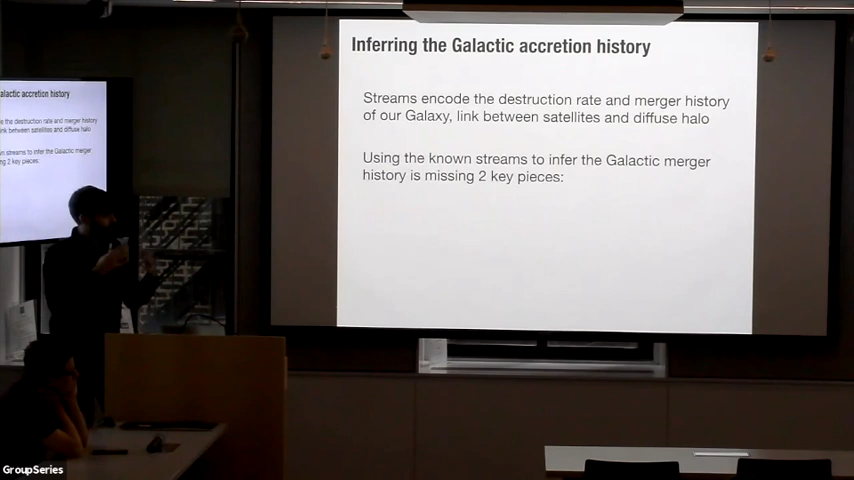 Inferring the Galactic accretion history
Streams encode the destruction rate and merger history
of our Galaxy, link between satellites and diffuse halo
Using the known streams to infer the Galactic merger
history is missing 2 key pieces:
alactic accretion history
e the destruction rate and merger history
ink between satellites and diffuse halo
n streams to infer the Galactic merger
ng 2 key pieces:
GroupSeries